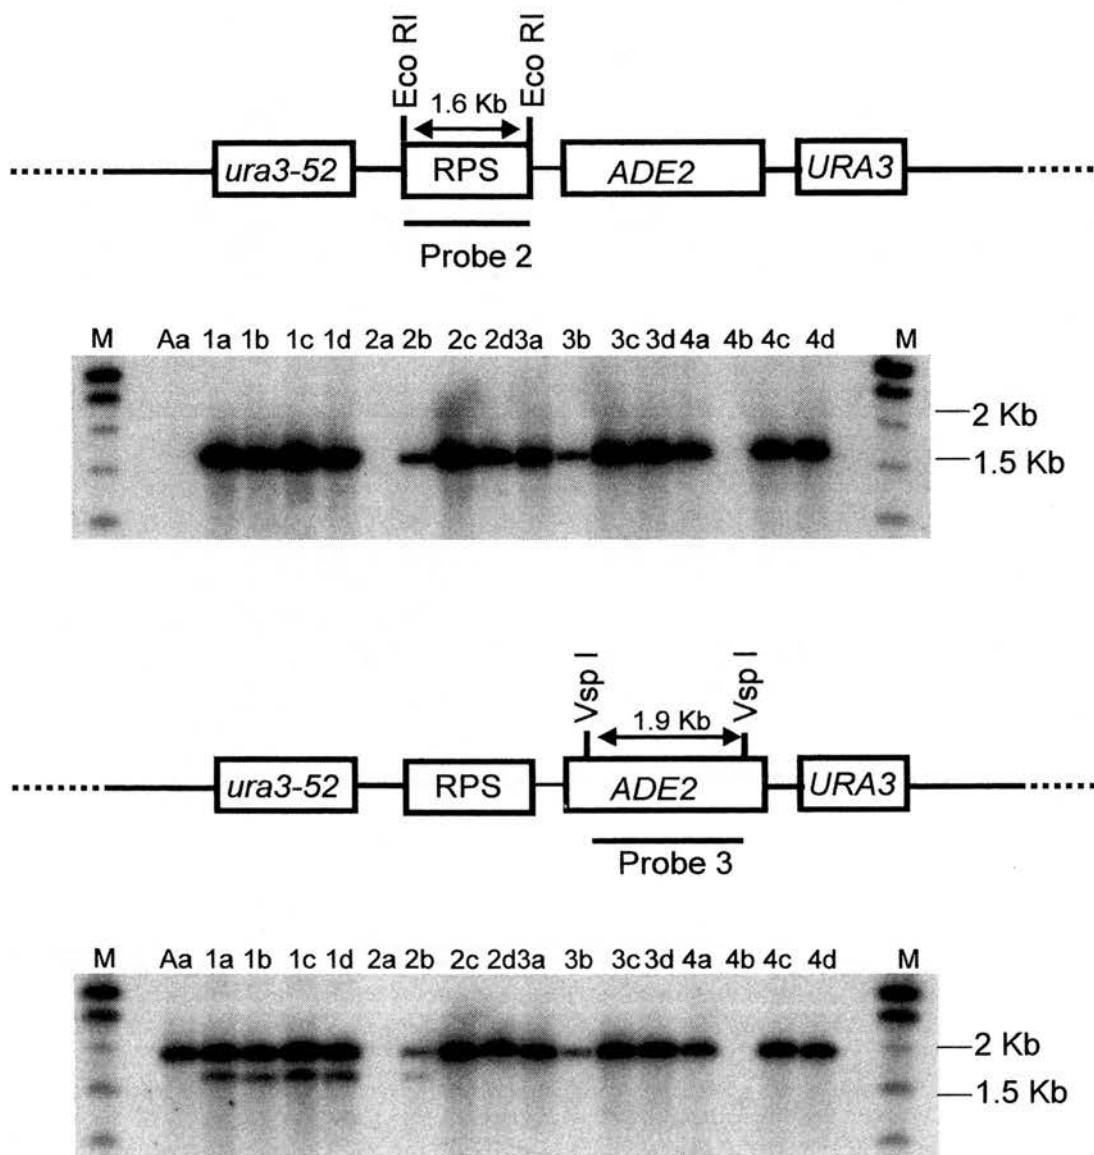 Eco RI Eco RI
1.6 Kb
ura3-52 RPS ADE2 URA3
Probe 2
M Aa 1a 1b 1c 1d 2a 2b 2c 2d 3a 3b 3c 3d 4a 4b 4c 4d M
2 Kb
1.5 Kb
Vsp I Vsp I
1.9 Kb
ura3-52 RPS ADE2 URA3
Probe 3
M Aa 1a 1b 1c 1d 2a 2b 2c 2d 3a 3b 3c 3d 4a 4b 4c 4d M
2 Kb
1.5 Kb